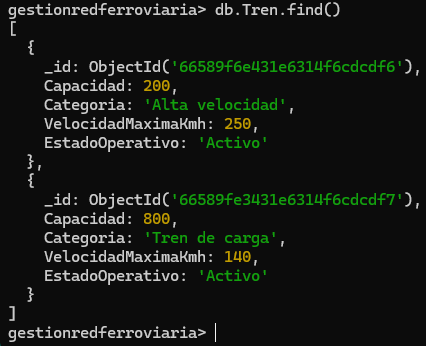 gestionredferroviaria> db.Tren.find()
[
  {
    _id: ObjectId('66589f6e431e6314f6cdcdf6'),
    Capacidad: 200,
    Categoria: 'Alta velocidad',
    VelocidadMaximaKmh: 250,
    EstadoOperativo: 'Activo'
  },
  {
    _id: ObjectId('66589fe3431e6314f6cdcdf7'),
    Capacidad: 800,
    Categoria: 'Tren de carga',
    VelocidadMaximaKmh: 140,
    EstadoOperativo: 'Activo'
  }
]
gestionredferroviaria>